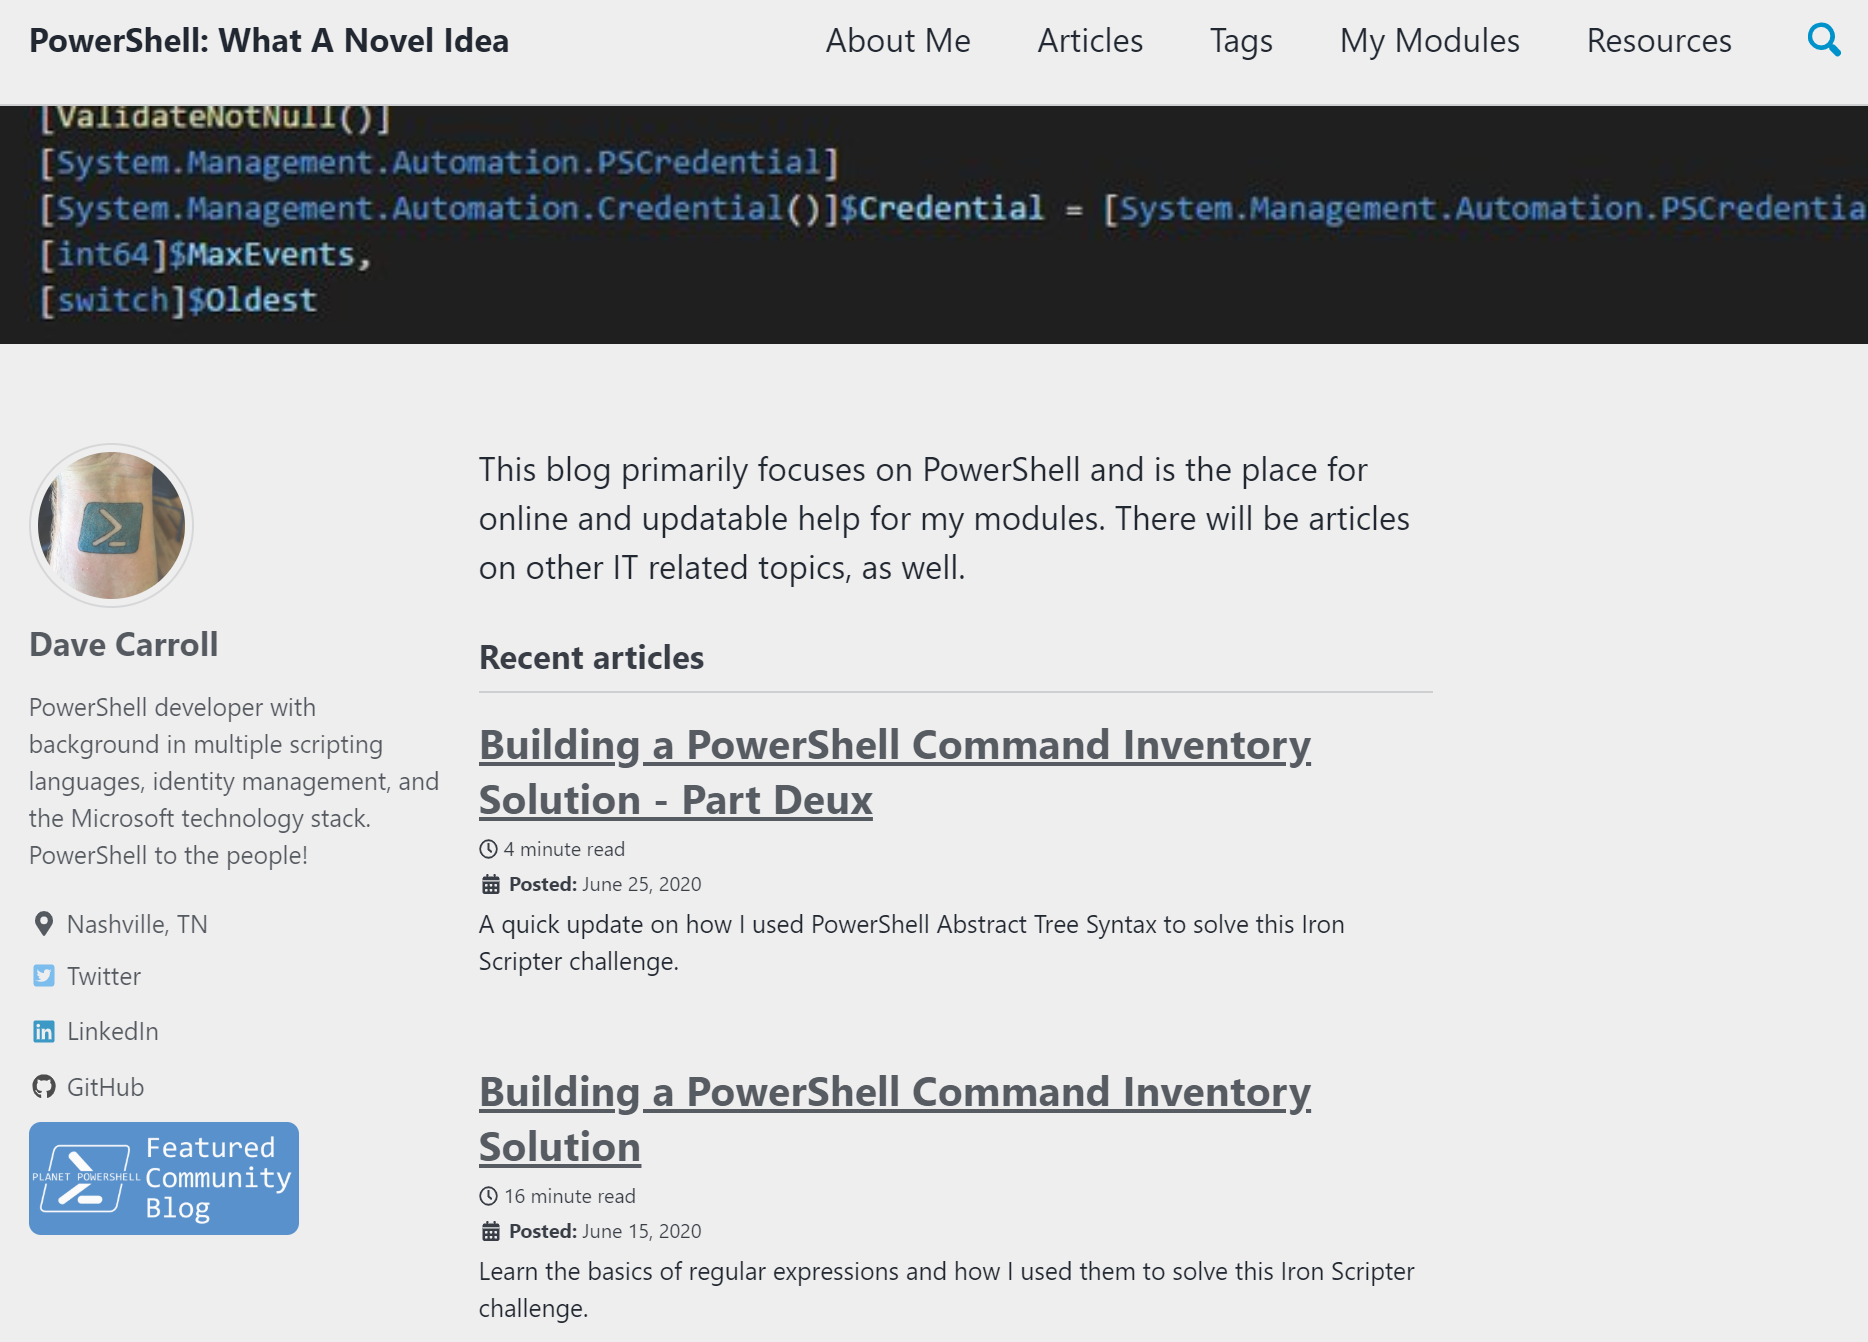 PowerShell: What A Novel Idea
About Me Articles Tags My Modules Resources
[ValidateNotNull()]
[System.Management.Automation.PSCredential]
[System.Management.Automation.Credential()]$Credential = [System.Management.Automation.PSCredentia
[int64]$MaxEvents,
[switch]$Oldest
Dave Carroll
PowerShell developer with
background in multiple scripting
languages, identity management, and
the Microsoft technology stack.
PowerShell to the people!
Nashville, TN
Twitter
LinkedIn
GitHub
PLANET POWERSHELL
Featured
Community
Blog
This blog primarily focuses on PowerShell and is the place for
online and updatable help for my modules. There will be articles
on other IT related topics, as well.
Recent articles
Building a PowerShell Command Inventory
Solution - Part Deux
4 minute read
Posted: June 25, 2020
A quick update on how I used PowerShell Abstract Tree Syntax to solve this Iron
Scripter challenge.
Building a PowerShell Command Inventory
Solution
16 minute read
Posted: June 15, 2020
Learn the basics of regular expressions and how I used them to solve this Iron Scripter
challenge.